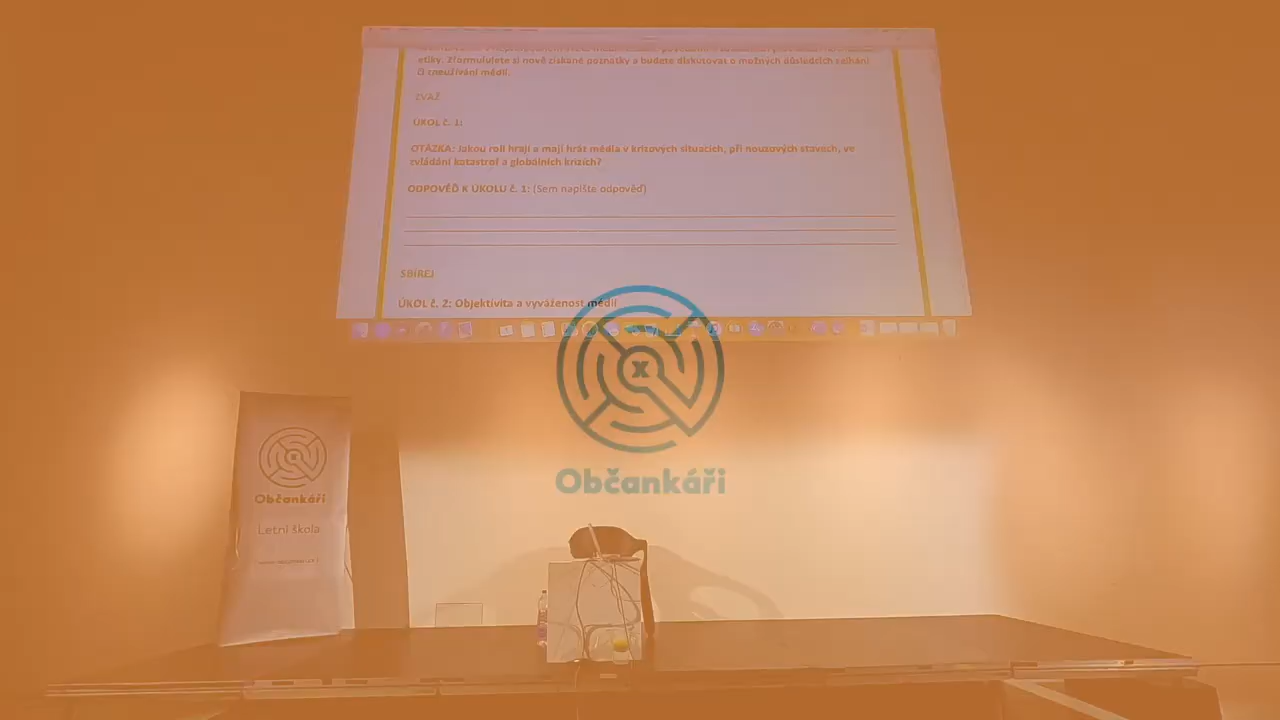 etiky. Zformulujete si nově získané poznatky a budete diskutovat o možných důsledcích selhání
či zneužívání médií.
ZVAŽ
ÚKOL č. 1:
OTÁZKA: Jakou roli hrají a mají hrát média v krizových situacích, při nouzových stavech, ve
zvládání katastrof a globálních krizích?
ODPOVĚĎ K ÚKOLU č. 1: (Sem napište odpověď)
SBÍREJ
ÚKOL č. 2: Objektivita a vyváženost médií
x
Občankáři
Občankáři
Letní škola